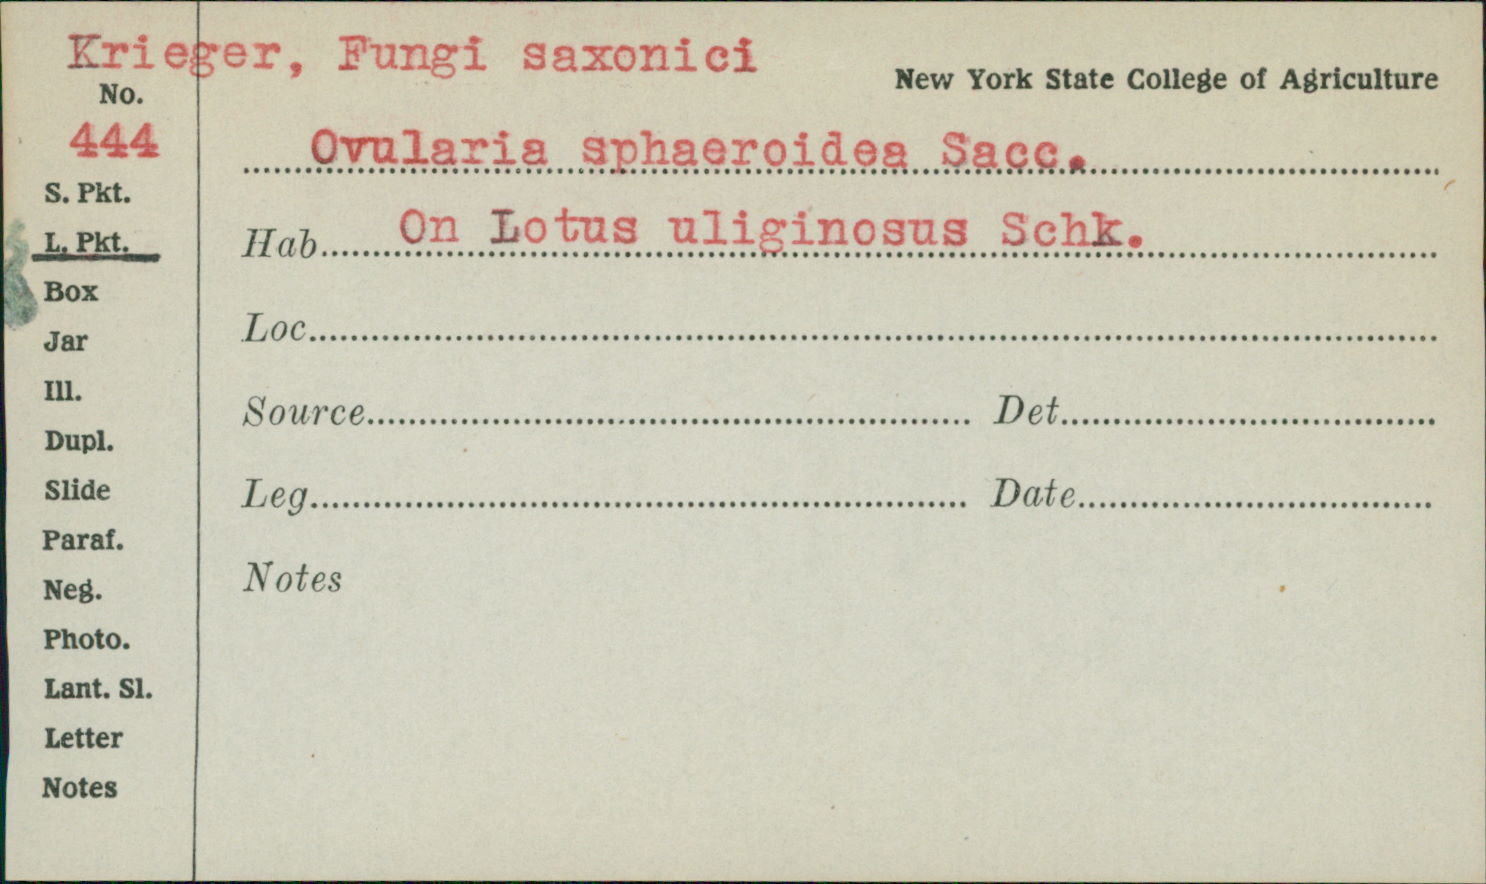 Krieger, Fungi saxonici
New York State College of Agriculture
No.
444
Ovularia sphaeroidea Sacc.
S. Pkt.
L. Pkt.
Hab. On Lotus uliginosus Schk.
Box
Loc.
Jar
Ill.
Source Det.
Dupl.
Slide
Leg. Date
Paraf.
Neg.
Notes
Photo.
Lant. Sl.
Letter
Notes